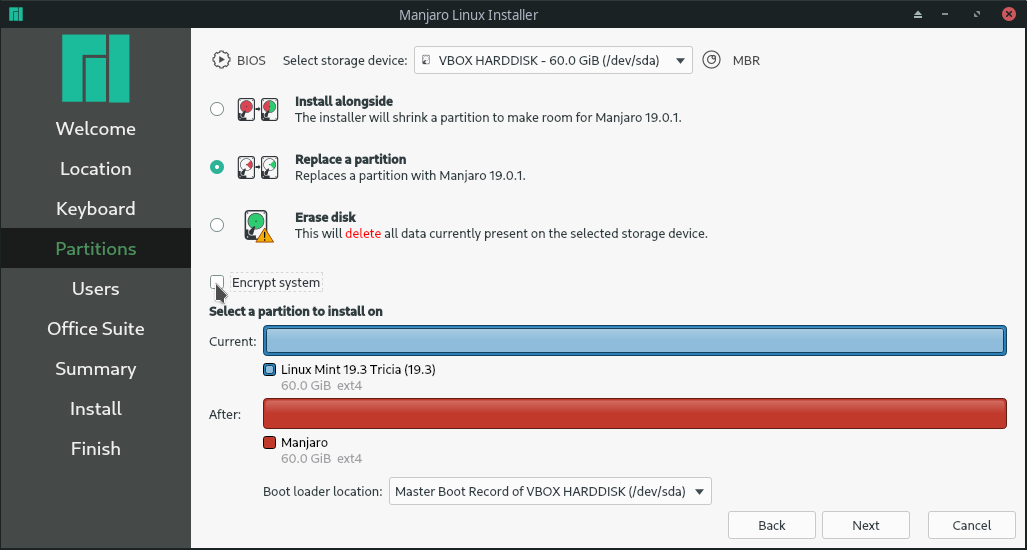 Manjaro Linux Installer
BIOS Select storage device: VBOX HARDDISK - 60.0 GiB (/dev/sda) MBR
Install alongside
The installer will shrink a partition to make room for Manjaro 19.0.1.
Replace a partition
Replaces a partition with Manjaro 19.0.1.
Erase disk
This will delete all data currently present on the selected storage device.
Encrypt system
Select a partition to install on
Current:
Linux Mint 19.3 Tricia (19.3)
60.0 GiB ext4
After:
Manjaro
60.0 GiB ext4
Boot loader location: Master Boot Record of VBOX HARDDISK (/dev/sda)
Back Next Cancel
Welcome
Location
Keyboard
Partitions
Users
Office Suite
Summary
Install
Finish